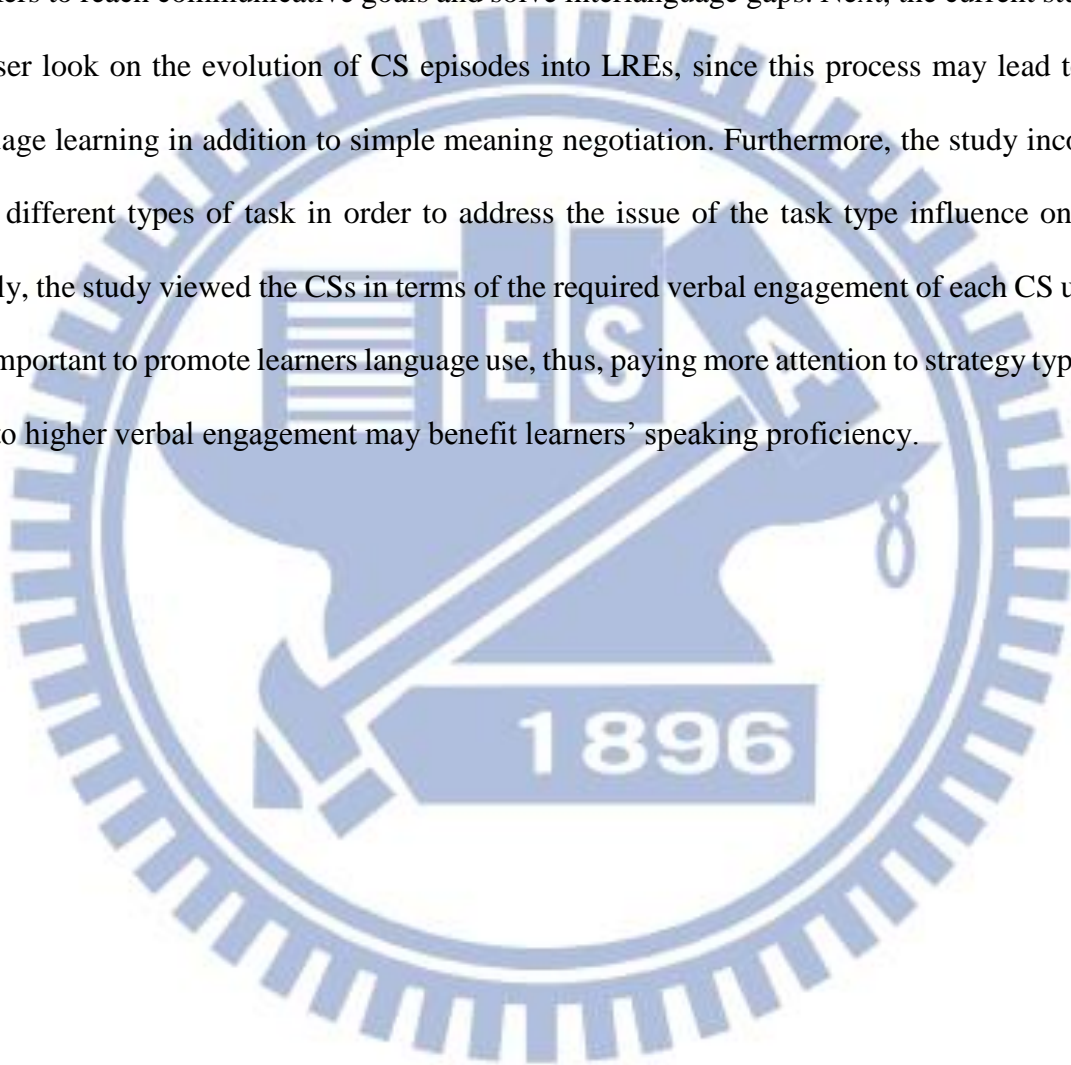 ers to reach communicative goals and solve interlanguage gaps. Next, the current st
ser look on the evolution of CS episodes into LREs, since this process may lead t
age learning in addition to simple meaning negotiation. Furthermore, the study inco
different types of task in order to address the issue of the task type influence on
ly, the study viewed the CSs in terms of the required verbal engagement of each CS u
mportant to promote learners language use, thus, paying more attention to strategy typ
to higher verbal engagement may benefit learners’ speaking proficiency.
E S A
1896